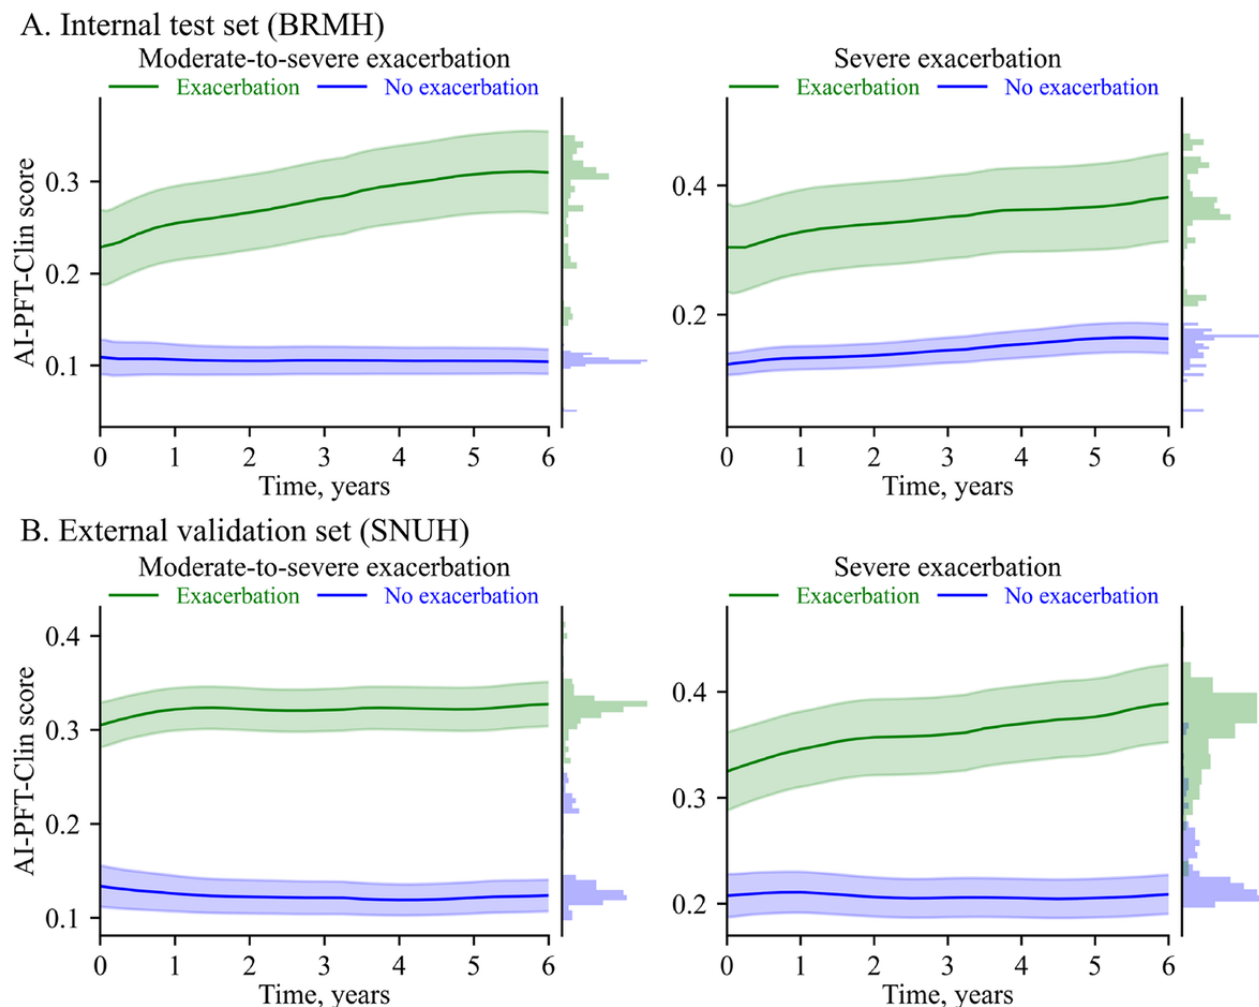 A. Internal test set (BRMH)
Moderate-to-severe exacerbation
Exacerbation No exacerbation
AI-PFT-Clin score
0.3
0.2
0.1
0 1 2 3 4 5 6
Time, years
Severe exacerbation
Exacerbation No exacerbation
0.4
0.2
0 1 2 3 4 5 6
Time, years
B. External validation set (SNUH)
Moderate-to-severe exacerbation
Exacerbation No exacerbation
AI-PFT-Clin score
0.4
0.3
0.2
0.1
0 1 2 3 4 5 6
Time, years
Severe exacerbation
Exacerbation No exacerbation
0.4
0.3
0.2
0 1 2 3 4 5 6
Time, years